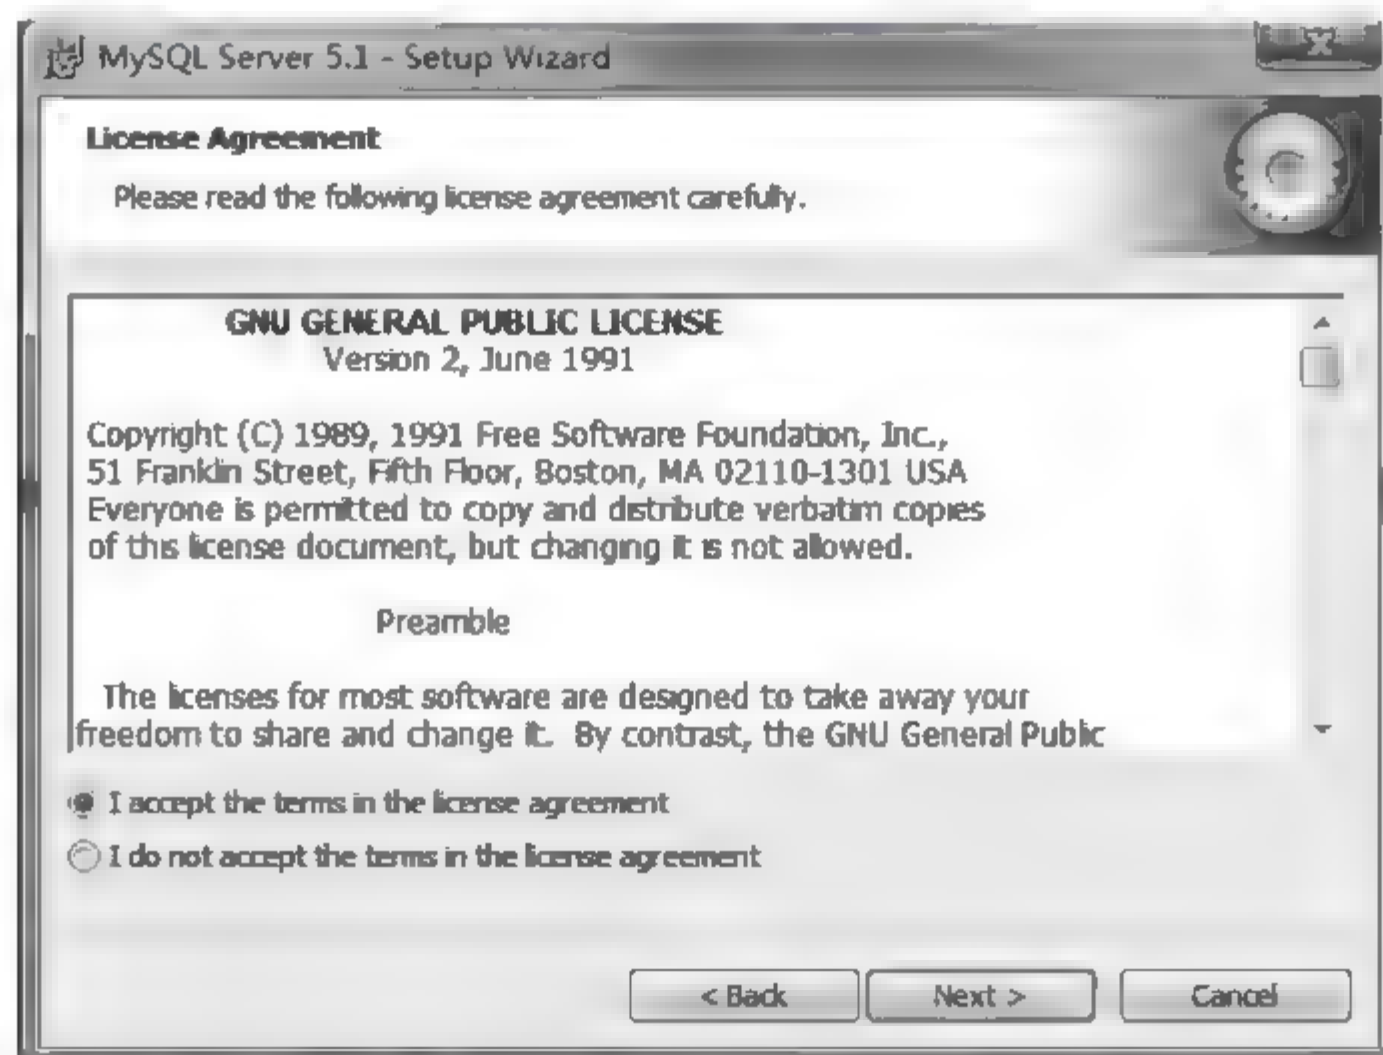 MySQL Server 5.1 - Setup Wizard
License Agreement
Please read the following license agreement carefully.
GNU GENERAL PUBLIC LICENSE
Version 2, June 1991
Copyright (C) 1989, 1991 Free Software Foundation, Inc.,
51 Franklin Street, Fifth Floor, Boston, MA 02110-1301 USA
Everyone is permitted to copy and distribute verbatim copies
of this license document, but changing it is not allowed.
Preamble
The licenses for most software are designed to take away your
freedom to share and change it. By contrast, the GNU General Public
I accept the terms in the license agreement
I do not accept the terms in the license agreement
< Back
Next >
Cancel